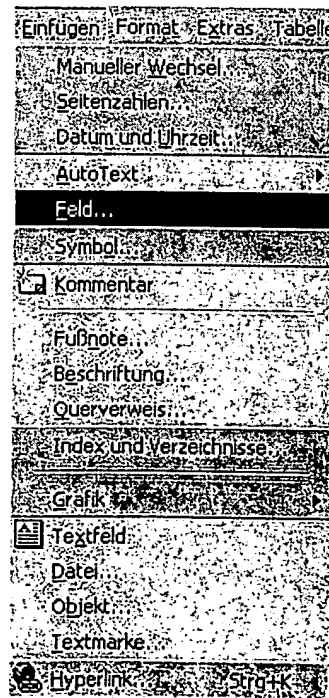 Einfügen Format Extras Tabelle
Manueller Wechsel...
Seitenzahlen...
Datum und Uhrzeit...
AutoText
Feld...
Symbol...
Kommentar
Fußnote...
Beschriftung...
Querverweis...
Index und Verzeichnisse...
Grafik
Textfeld
Datei...
Objekt...
Textmarke...
Hyperlink... Strg+K